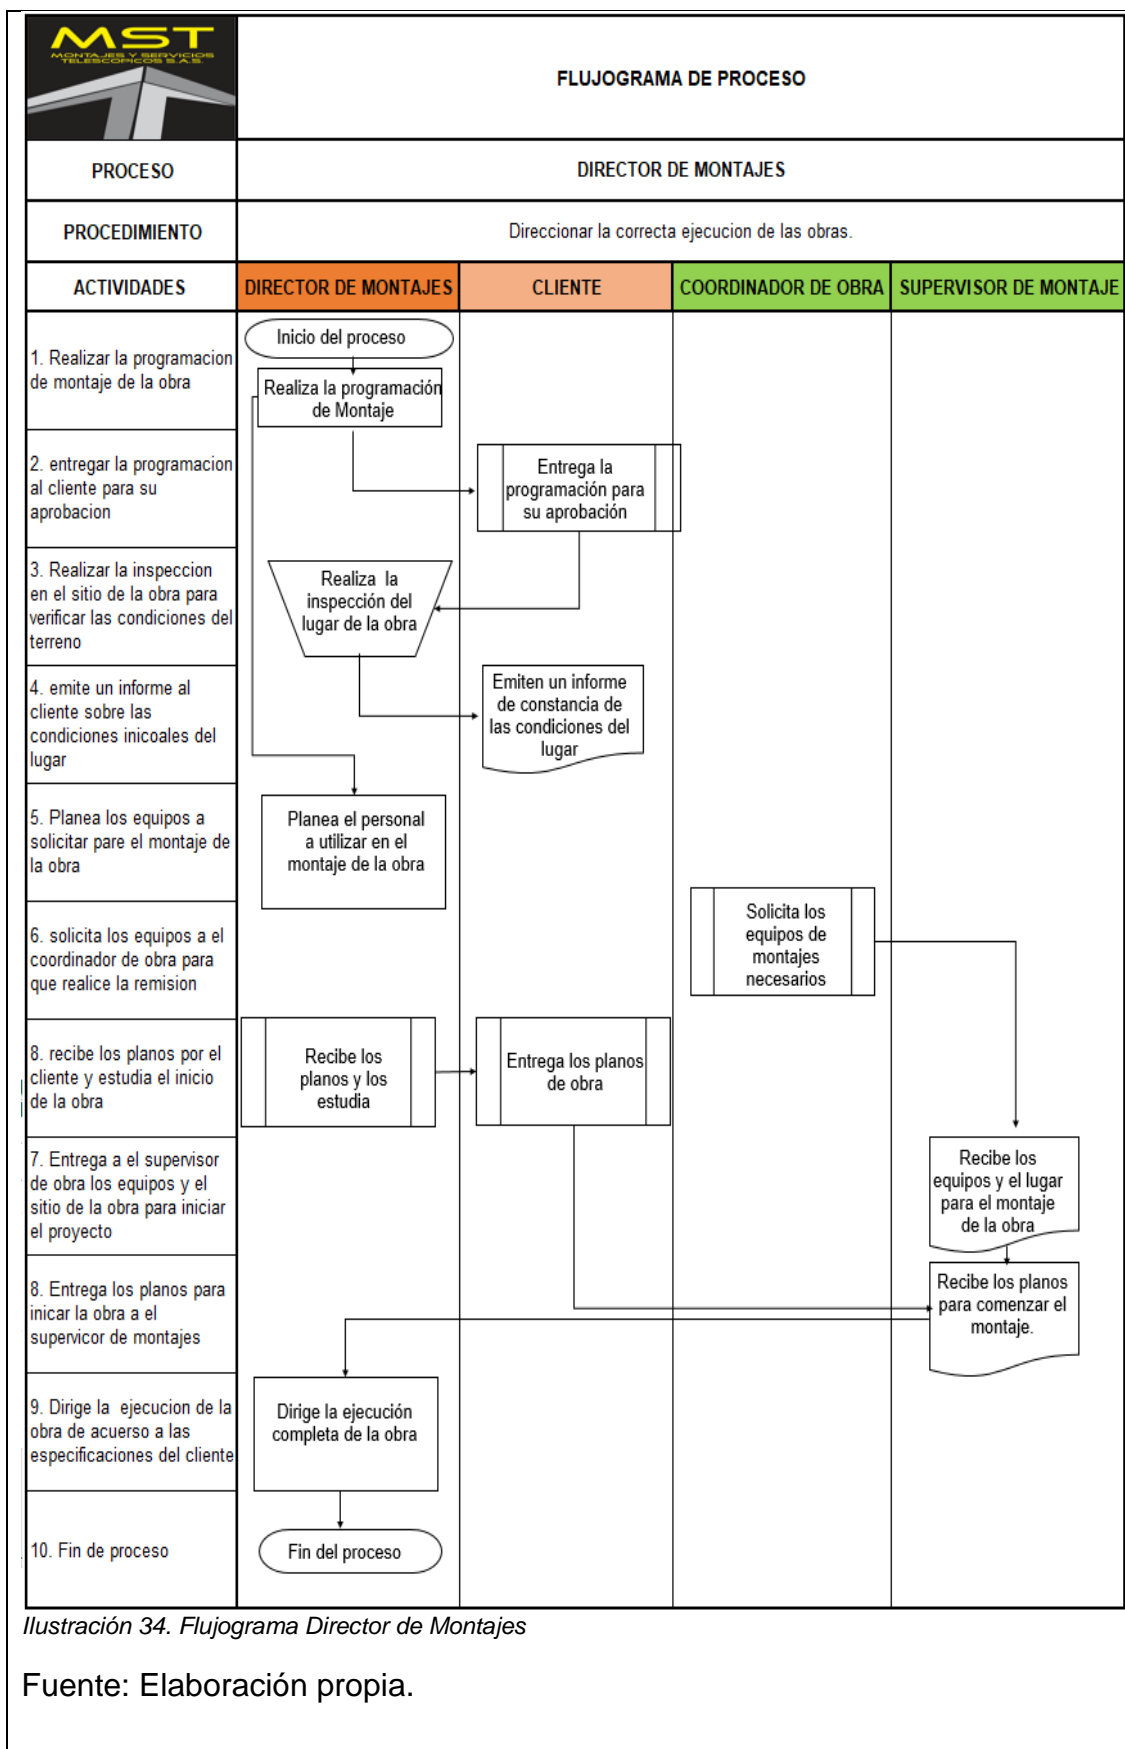 MST
MONTAJES Y SERVICIOS
TELESCOPICOS S.A.S.
FLUJOGRAMA DE PROCESO
PROCESO
DIRECTOR DE MONTAJES
PROCEDIMIENTO
Direccionar la correcta ejecucion de las obras.
ACTIVIDADES
DIRECTOR DE MONTAJES
CLIENTE
COORDINADOR DE OBRA
SUPERVISOR DE MONTAJE
1. Realizar la programacion
de montaje de la obra
Inicio del proceso
Realiza la programación
de Montaje
2. entregar la programacion
al cliente para su
aprobacion
Entrega la
programación para
su aprobación
3. Realizar la inspeccion
en el sitio de la obra para
verificar las condiciones del
terreno
Realiza la
inspección del
lugar de la obra
4. emite un informe al
cliente sobre las
condiciones inicoales del
lugar
Emiten un informe
de constancia de
las condiciones del
lugar
5. Planea los equipos a
solicitar pare el montaje de
la obra
Planea el personal
a utilizar en el
montaje de la obra
6. solicita los equipos a el
coordinador de obra para
que realice la remision
Solicita los
equipos de
montajes
necesarios
8. recibe los planos por el
cliente y estudia el inicio
de la obra
Recibe los
planos y los
estudia
Entrega los planos
de obra
7. Entrega a el supervisor
de obra los equipos y el
sitio de la obra para iniciar
el proyecto
Recibe los
equipos y el lugar
para el montaje
de la obra
8. Entrega los planos para
inicar la obra a el
supervicor de montajes
Recibe los planos
para comenzar el
montaje.
9. Dirige la ejecucion de la
obra de acuerso a las
especificaciones del cliente
Dirige la ejecución
completa de la obra
10. Fin de proceso
Fin del proceso
Ilustración 34. Flujograma Director de Montajes
Fuente: Elaboración propia.